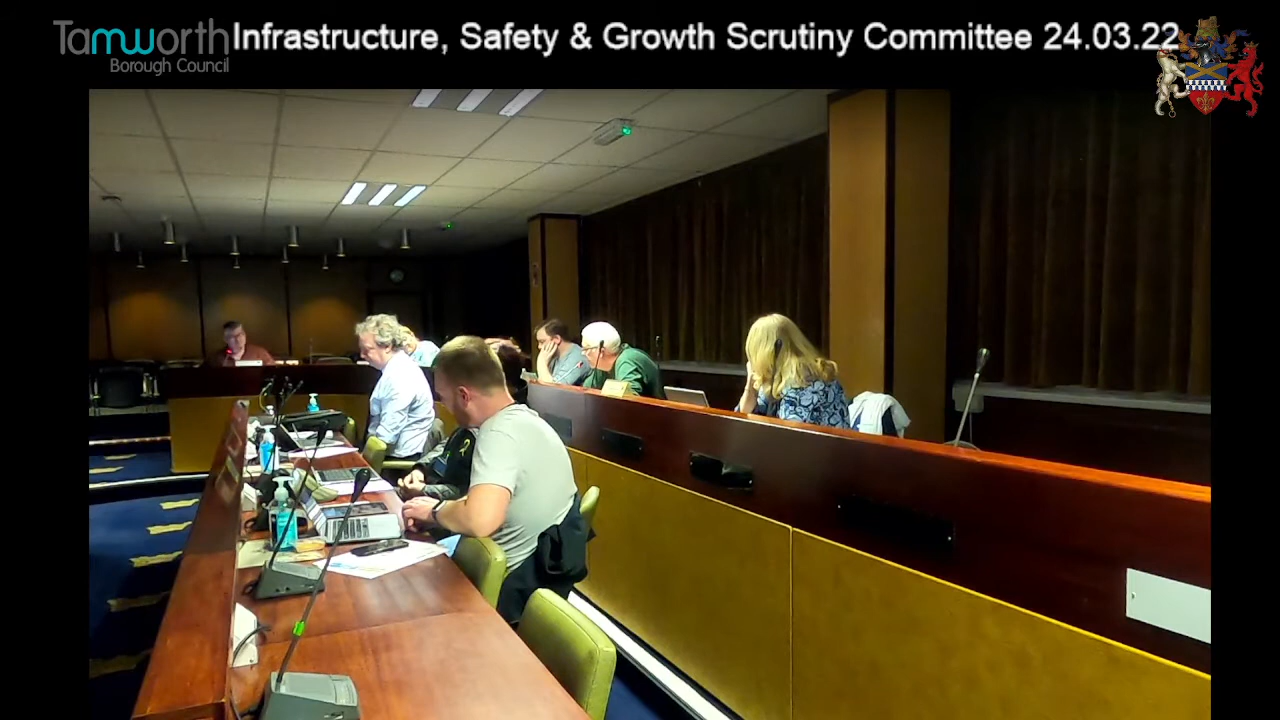 Tamworth
Borough Council
Infrastructure, Safety & Growth Scrutiny Committee 24.03.22